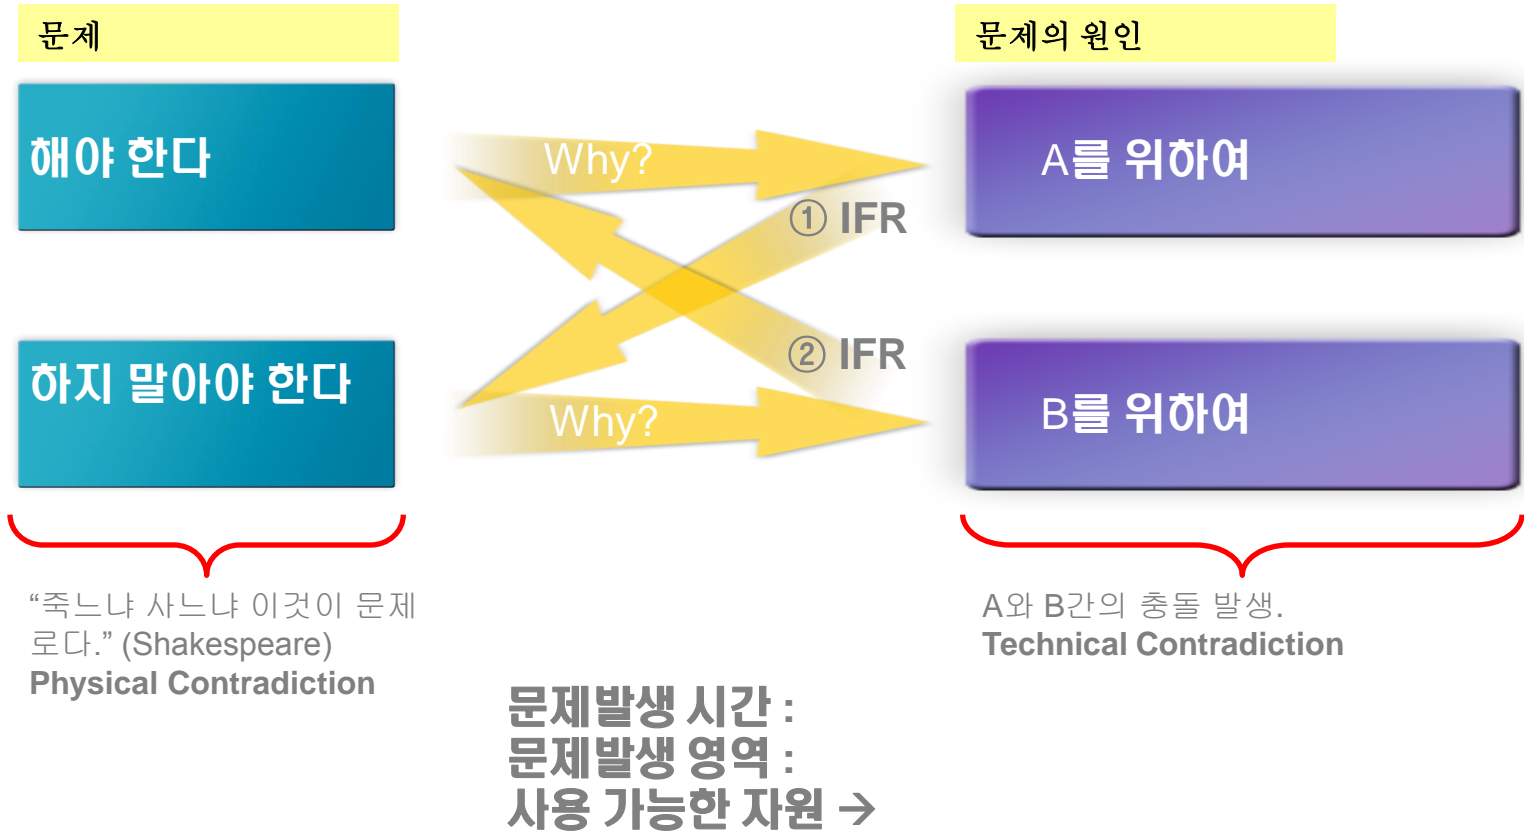 문제
문제의 원인
해야 한다
Why?
A를 위하여
① IFR
② IFR
하지 말아야 한다
Why?
B를 위하여
“죽느냐 사느냐 이것이 문제
로다.” (Shakespeare)
Physical Contradiction
A와 B간의 충돌 발생.
Technical Contradiction
문제발생 시간 :
문제발생 영역 :
사용 가능한 자원 →